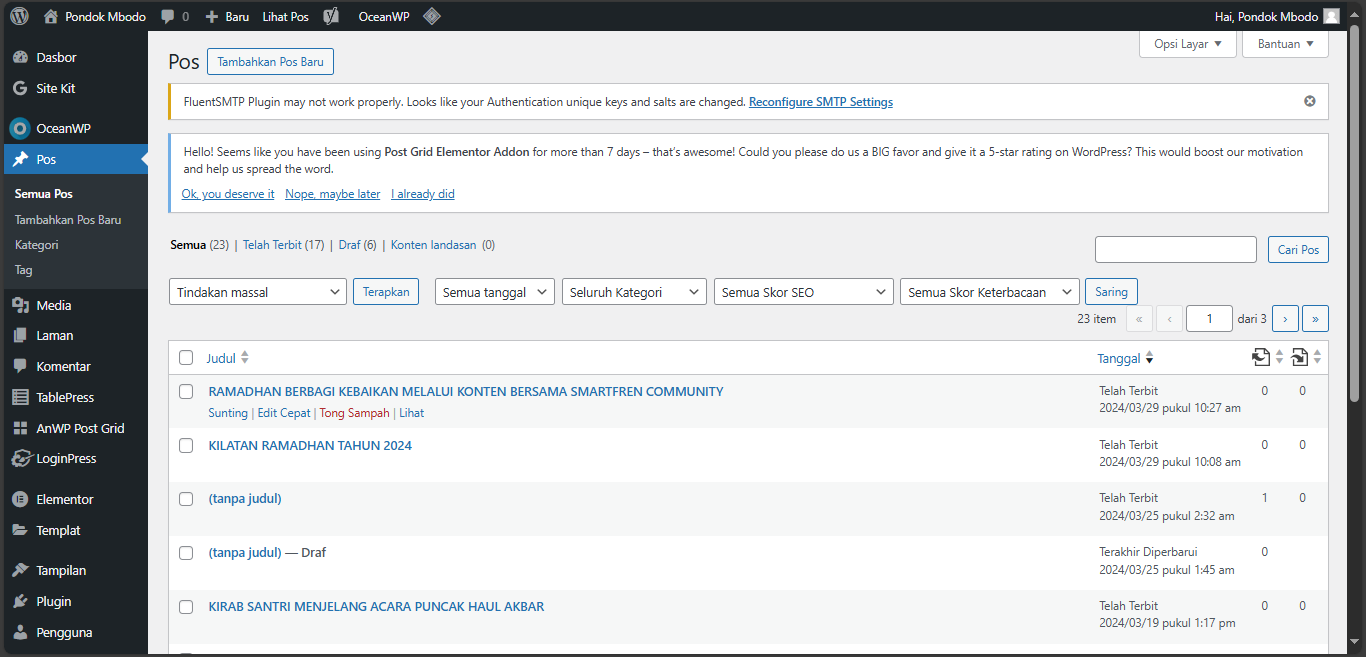 Pondok Mbodo 0 Baru Lihat Pos OceanWP Hai, Pondok Mbodo
Dasbor
Site Kit
OceanWP
Pos
Semua Pos
Tambahkan Pos Baru
Kategori
Tag
Media
Laman
Komentar
TablePress
AnWP Post Grid
LoginPress
Elementor
Templat
Tampilan
Plugin
Pengguna
Opsi Layar Bantuan
Pos Tambahkan Pos Baru
FluentSMTP Plugin may not work properly. Looks like your Authentication unique keys and salts are changed. Reconfigure SMTP Settings
Hello! Seems like you have been using Post Grid Elementor Addon for more than 7 days – that's awesome! Could you please do us a BIG favor and give it a 5-star rating on WordPress? This would boost our motivation
and help us spread the word.
Ok, you deserve it Nope, maybe later I already did
Semua (23) | Telah Terbit (17) | Draf (6) | Konten landasan (0)
Cari Pos
Tindakan massal Terapkan Semua tanggal Seluruh Kategori Semua Skor SEO Semua Skor Keterbacaan Saring
23 item « ‹ 1 dari 3 › »
Judul Tanggal
RAMADHAN BERBAGI KEBAIKAN MELALUI KONTEN BERSAMA SMARTFREN COMMUNITY Telah Terbit 0 0
Sunting | Edit Cepat | Tong Sampah | Lihat 2024/03/29 pukul 10:27 am
KILATAN RAMADHAN TAHUN 2024 Telah Terbit 0 0
2024/03/29 pukul 10:08 am
(tanpa judul) Telah Terbit 1 0
2024/03/25 pukul 2:32 am
(tanpa judul) — Draf Terakhir Diperbarui 0
2024/03/25 pukul 1:45 am
KIRAB SANTRI MENJELANG ACARA PUNCAK HAUL AKBAR Telah Terbit 0 0
2024/03/19 pukul 1:17 pm